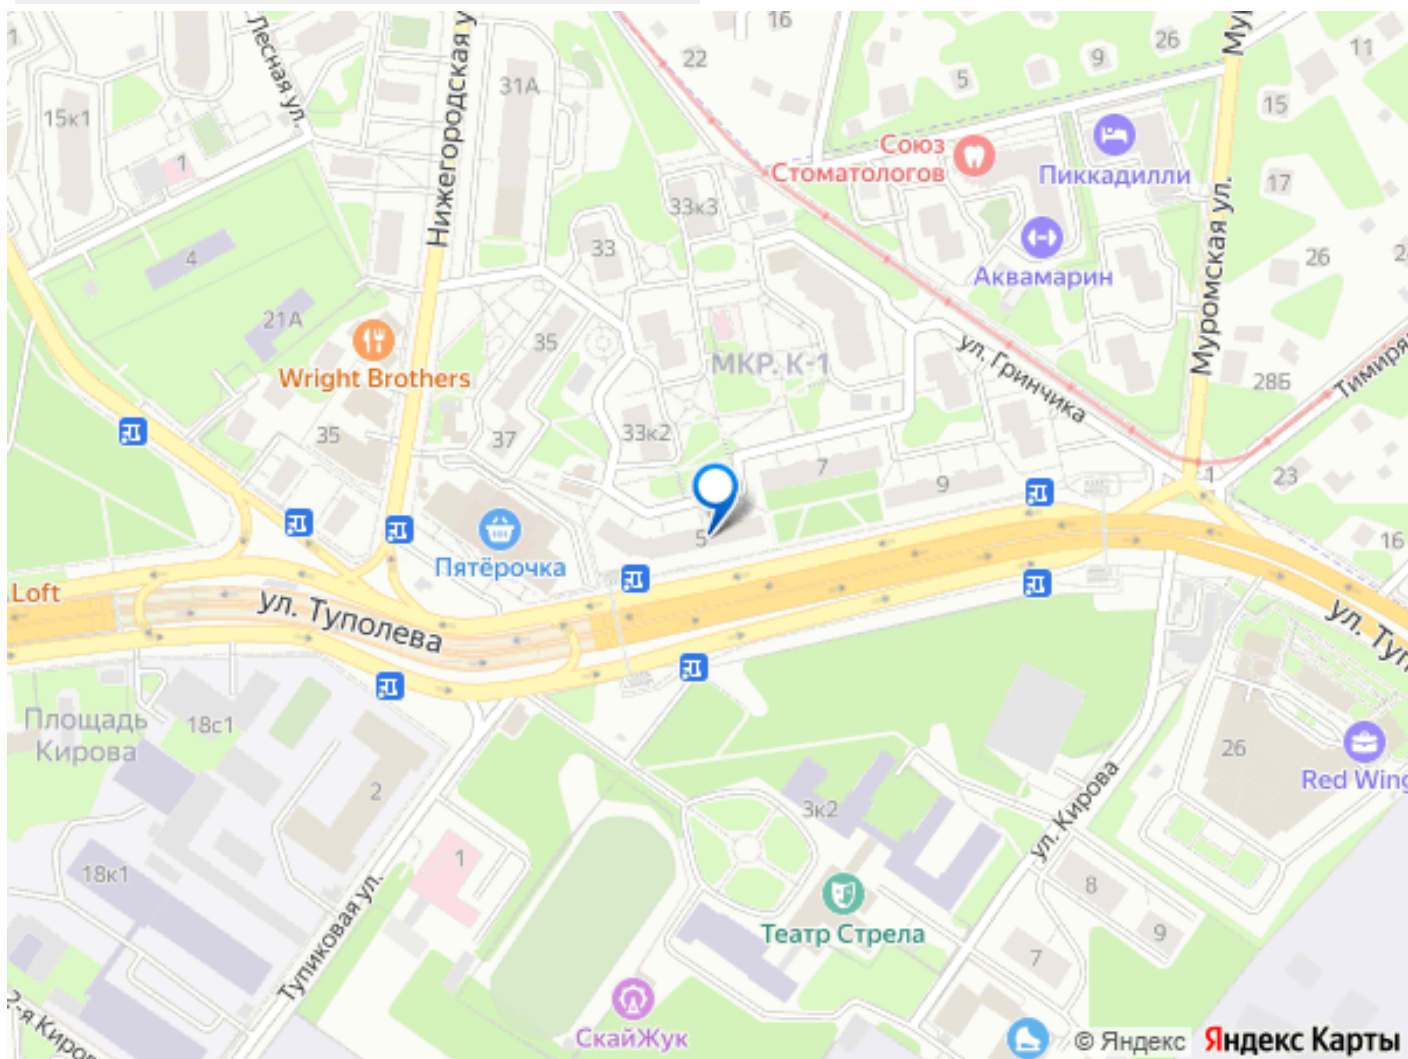 16
Лесная ул.
Нижегородская у
22
26
9
5
11
1
15к1
31А
15
Союз
Стоматологов
Пиккадилли
1
17
33к3
Муромская ул.
4
33
26
Аквамарин
21А
35
Wright Brothers
МКР. К-1
ул. Гринчика
28Б
Тимиря
35
37
33к2
7
9
1
23
5
16
Пятёрочка
Loft
ул. Туполева
ул. Туп
Площадь
Кирова
18с1
26
Red Wing
2
3к2
ул. Кирова
18к1
1
8
Театр Стрела
9
7
Тупиковая ул.
2-я Киров
СкайЖук
© Яндекс
Яндекс Карты